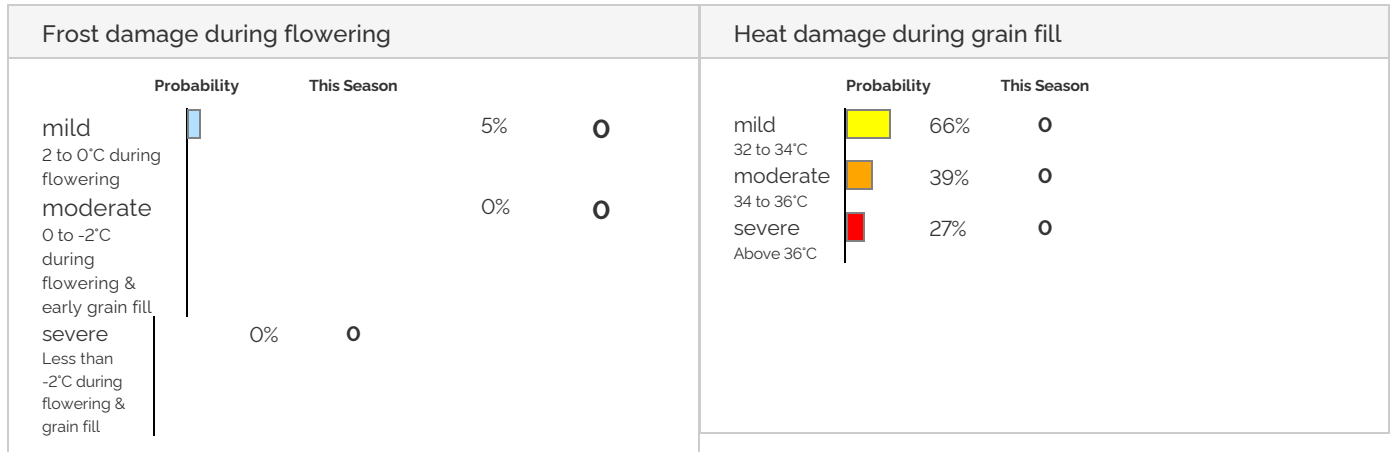 Frost damage during flowering
Probability This Season
mild 5% 0
2 to 0°C during
flowering
moderate 0% 0
0 to -2°C
during
flowering &
early grain fill
severe 0% 0
Less than
-2°C during
flowering &
grain fill
Heat damage during grain fill
Probability This Season
mild 66% 0
32 to 34°C
moderate 39% 0
34 to 36°C
severe 27% 0
Above 36°C